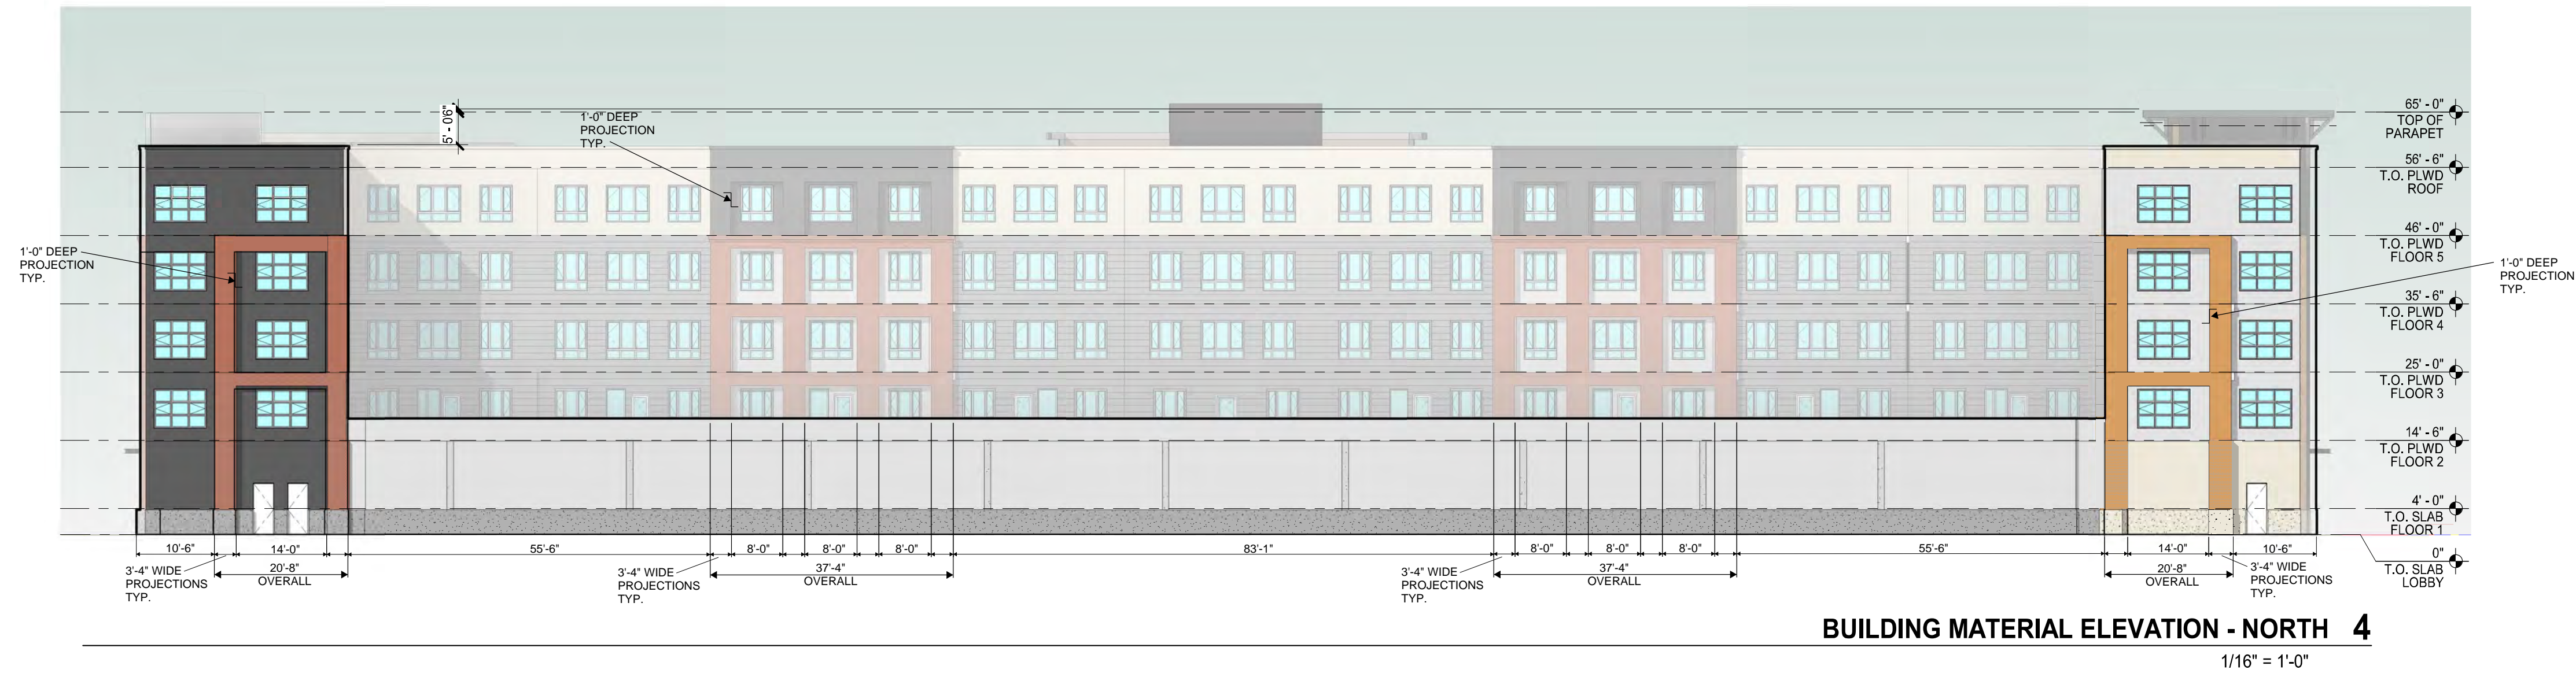 5' - 0 6"
1'-0" DEEP
PROJECTION
TYP.
1'-0" DEEP
PROJECTION
TYP.
1'-0" DEEP
PROJECTION
TYP.
65' - 0"
TOP OF
PARAPET
56' - 6"
T.O. PLWD
ROOF
46' - 0"
T.O. PLWD
FLOOR 5
35' - 6"
T.O. PLWD
FLOOR 4
25' - 0"
T.O. PLWD
FLOOR 3
14' - 6"
T.O. PLWD
FLOOR 2
4' - 0"
T.O. SLAB
FLOOR 1
0"
T.O. SLAB
LOBBY
10'-6" 14'-0" 55'-6" 8'-0" 8'-0" 8'-0" 83'-1" 8'-0" 8'-0" 8'-0" 55'-6" 14'-0" 10'-6"
3'-4" WIDE
PROJECTIONS
TYP.
20'-8"
OVERALL
3'-4" WIDE
PROJECTIONS
TYP.
37'-4"
OVERALL
3'-4" WIDE
PROJECTIONS
TYP.
37'-4"
OVERALL
20'-8"
OVERALL
3'-4" WIDE
PROJECTIONS
TYP.
BUILDING MATERIAL ELEVATION - NORTH 4
1/16" = 1'-0"